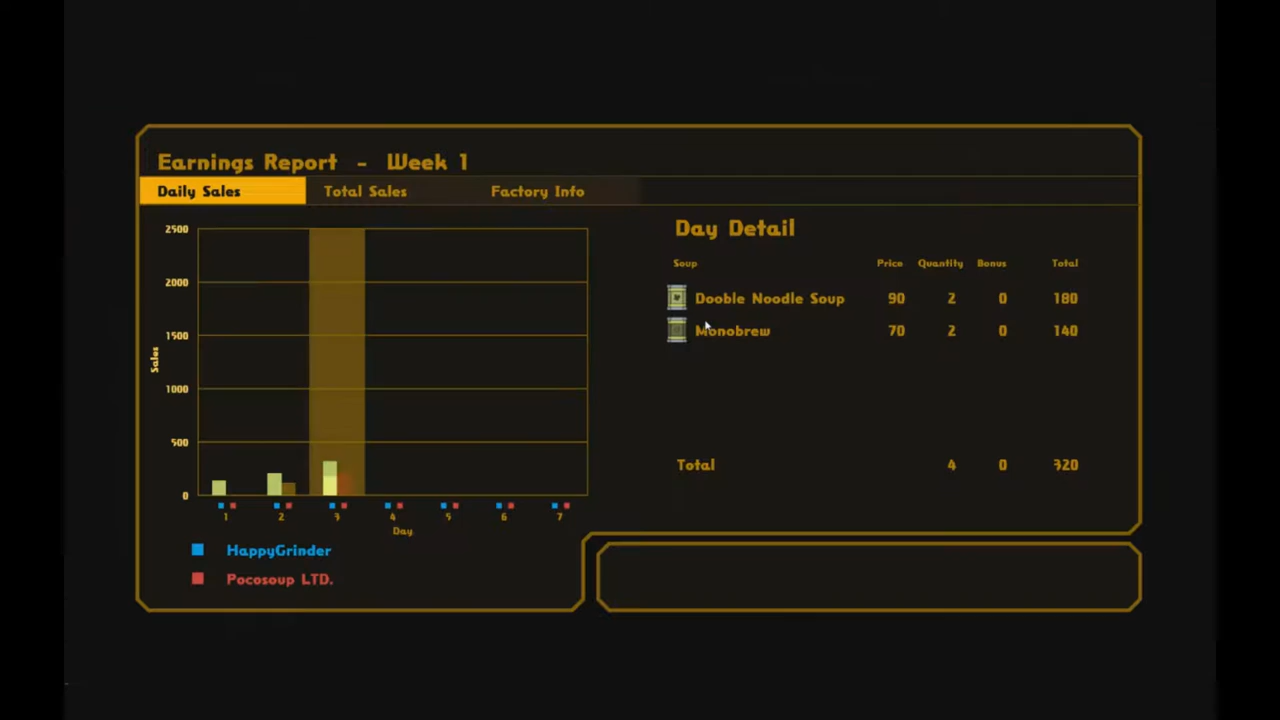 Earnings Report - Week 1
Daily Sales Total Sales Factory Info
2500
2000
1500
1000
500
0
Sales
1 2 3 4 5 6 7
Day
HappyGrinder
Pocosoup LTD.
Day Detail
Soup Price Quantity Bonus Total
Dooble Noodle Soup 90 2 0 180
Monobrew 70 2 0 140
Total 4 0 320